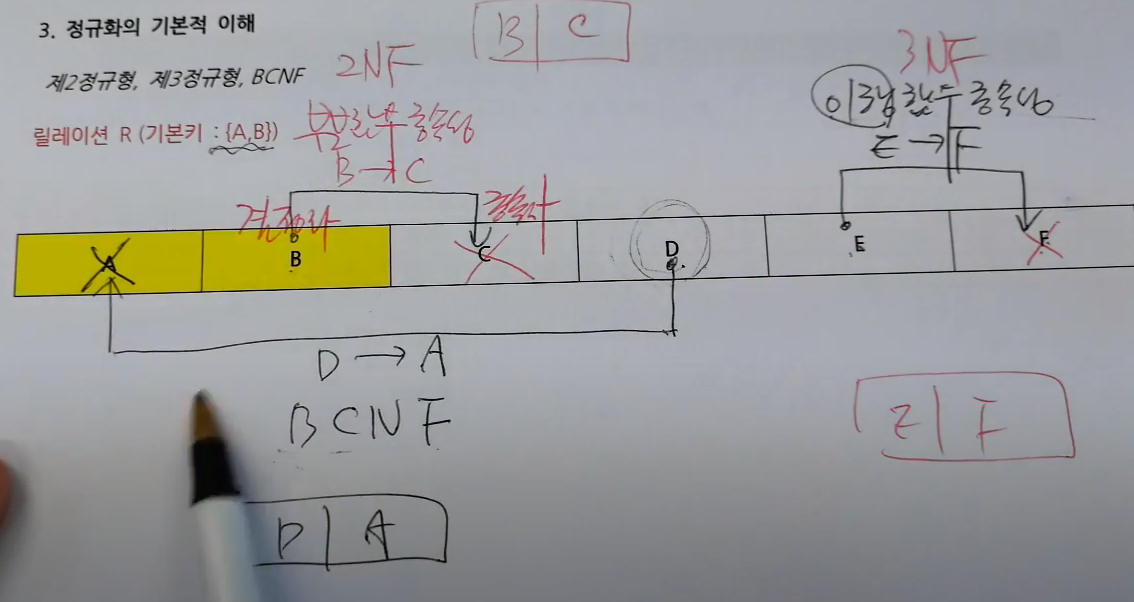 3. 정규화의 기본적 이해
B | C
제2정규형, 제3정규형, BCNF
2NF
3NF
릴레이션 R (기본키 : {A,B})
부분함수 종속성
B → C
이행함수 종속성
E → F
결정자
종속자
A B C D E F
D → A
BCNF
E | F
D | A